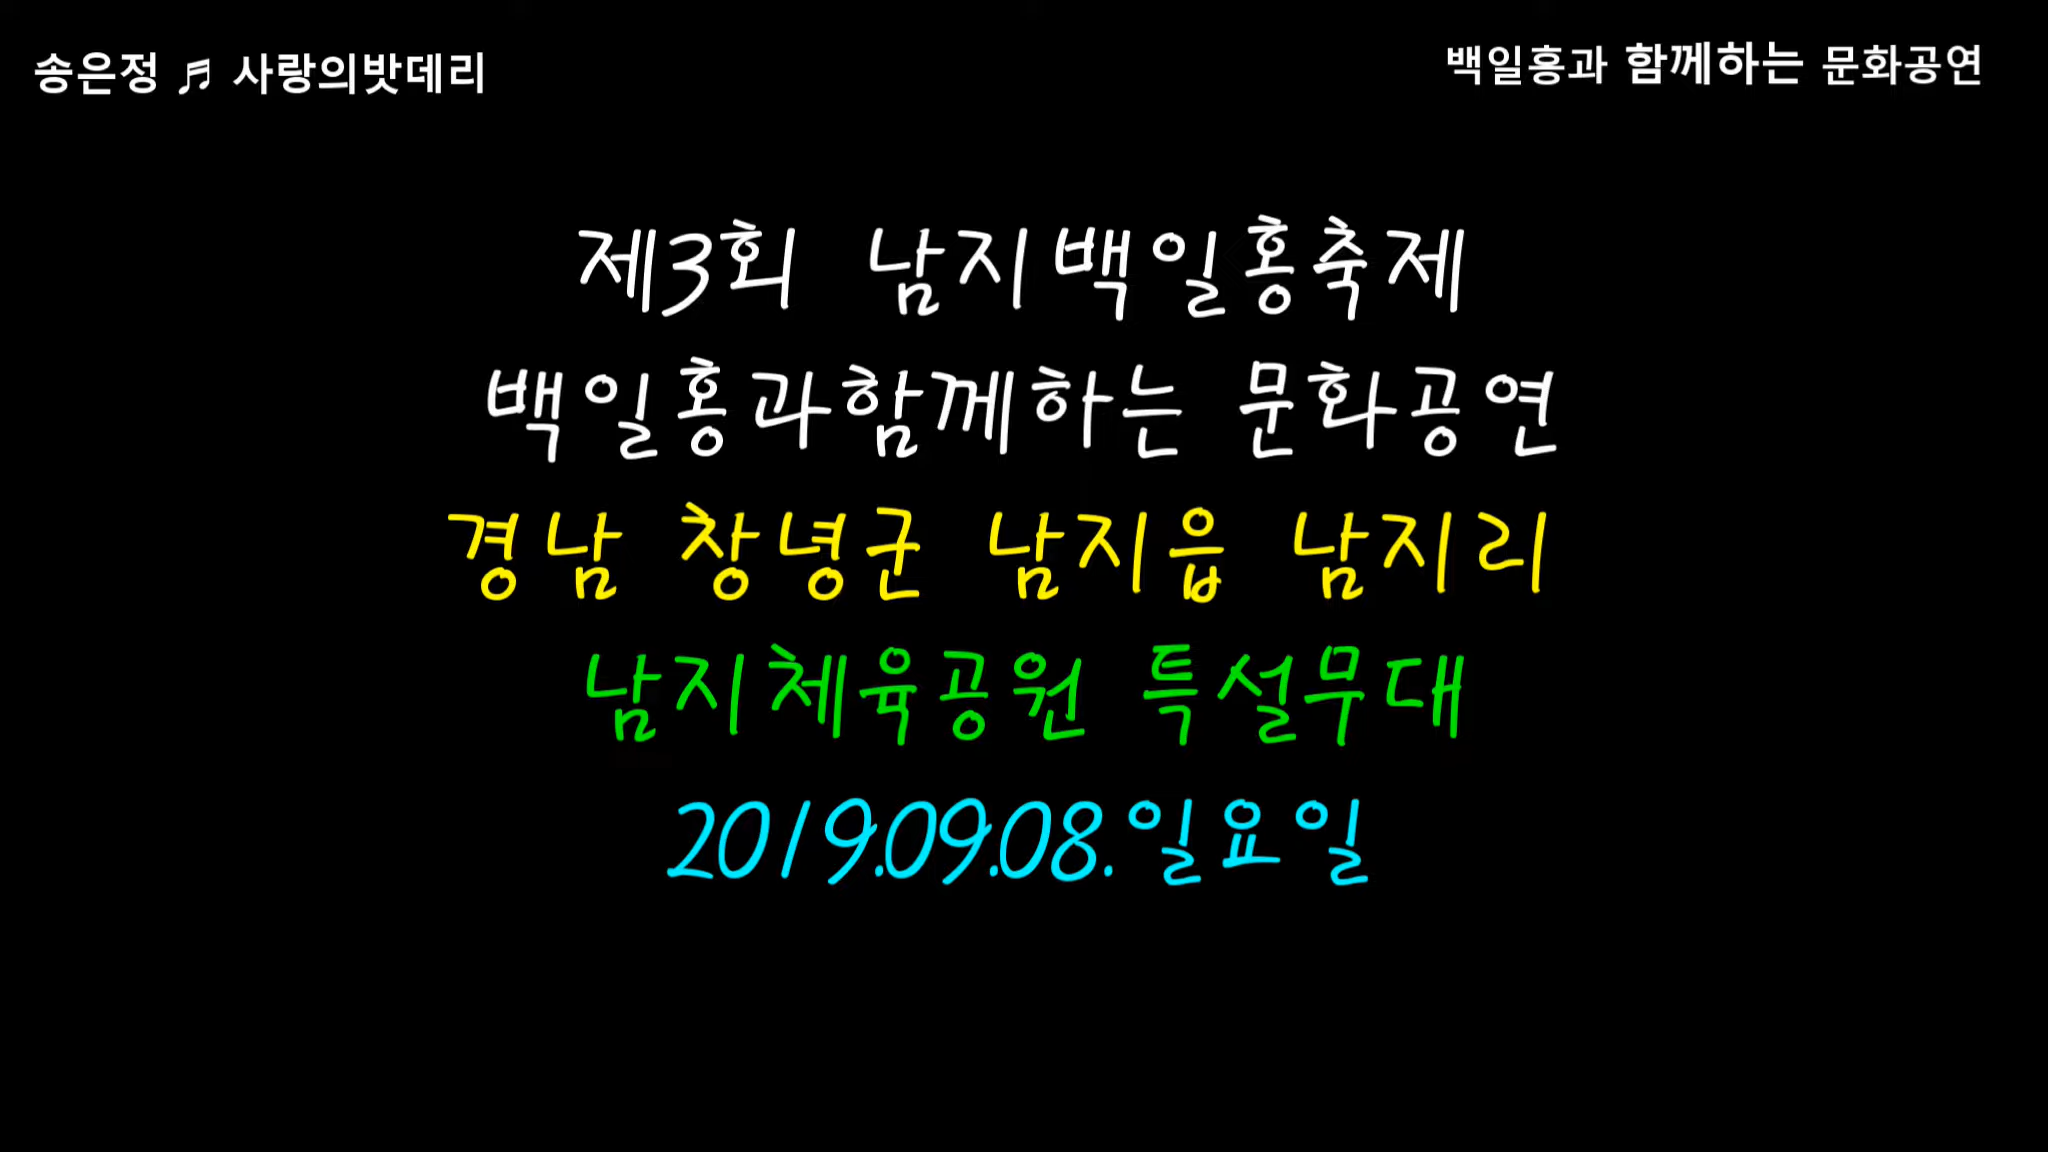 송은정 ♬ 사랑의밧데리
백일홍과 함께하는 문화공연
제3회 남지백일홍축제
백일홍과함께하는 문화공연
경남 창녕군 남지읍 남지리
남지체육공원 특설무대
2019.09.08.일요일